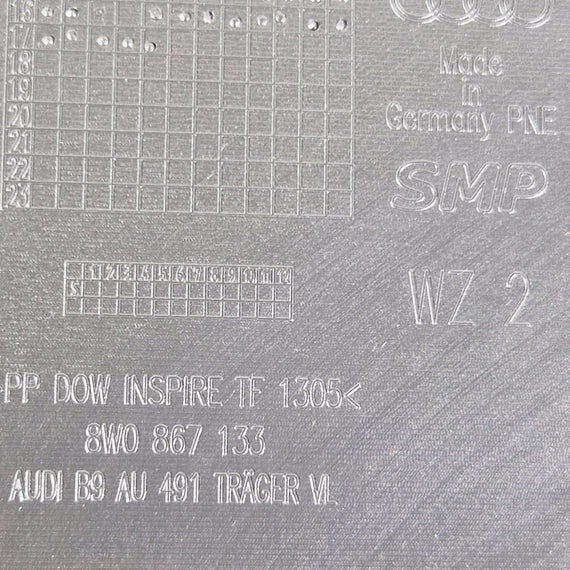 16
17
18
19
20
21
22
23
Made
in
Germany PNE
SMP
1 2 3 4 5 6 7 8 9 10 11 12
WZ 2
>PP DOW INSPIRE TF 1305<
8W0 867 133
AUDI B9 AU 491 TRÄGER VL